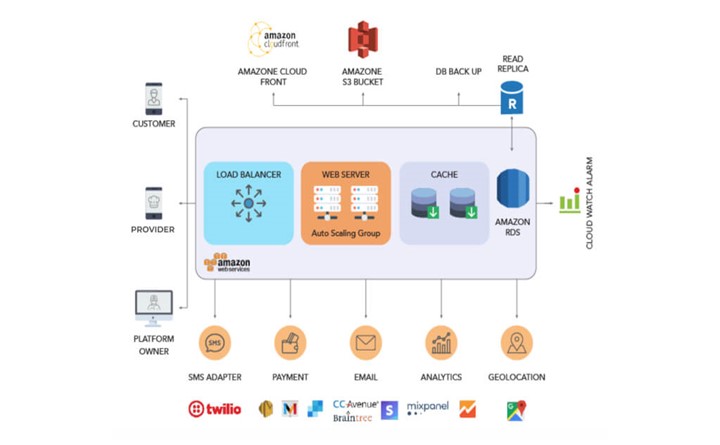 amazon
cloudfront
AMAZONE CLOUD
FRONT
AMAZONE
S3 BUCKET
DB BACK UP
READ
REPLICA
R
CUSTOMER
PROVIDER
PLATFORM
OWNER
LOAD BALANCER
WEB SERVER
Auto Scaling Group
CACHE
AMAZON
RDS
CLOUD WATCH ALARM
amazon
webservices
SMS
SMS ADAPTER
PAYMENT
EMAIL
ANALYTICS
GEOLOCATION
twilio
M
CCAvenue
Braintree
S
mixpanel
G